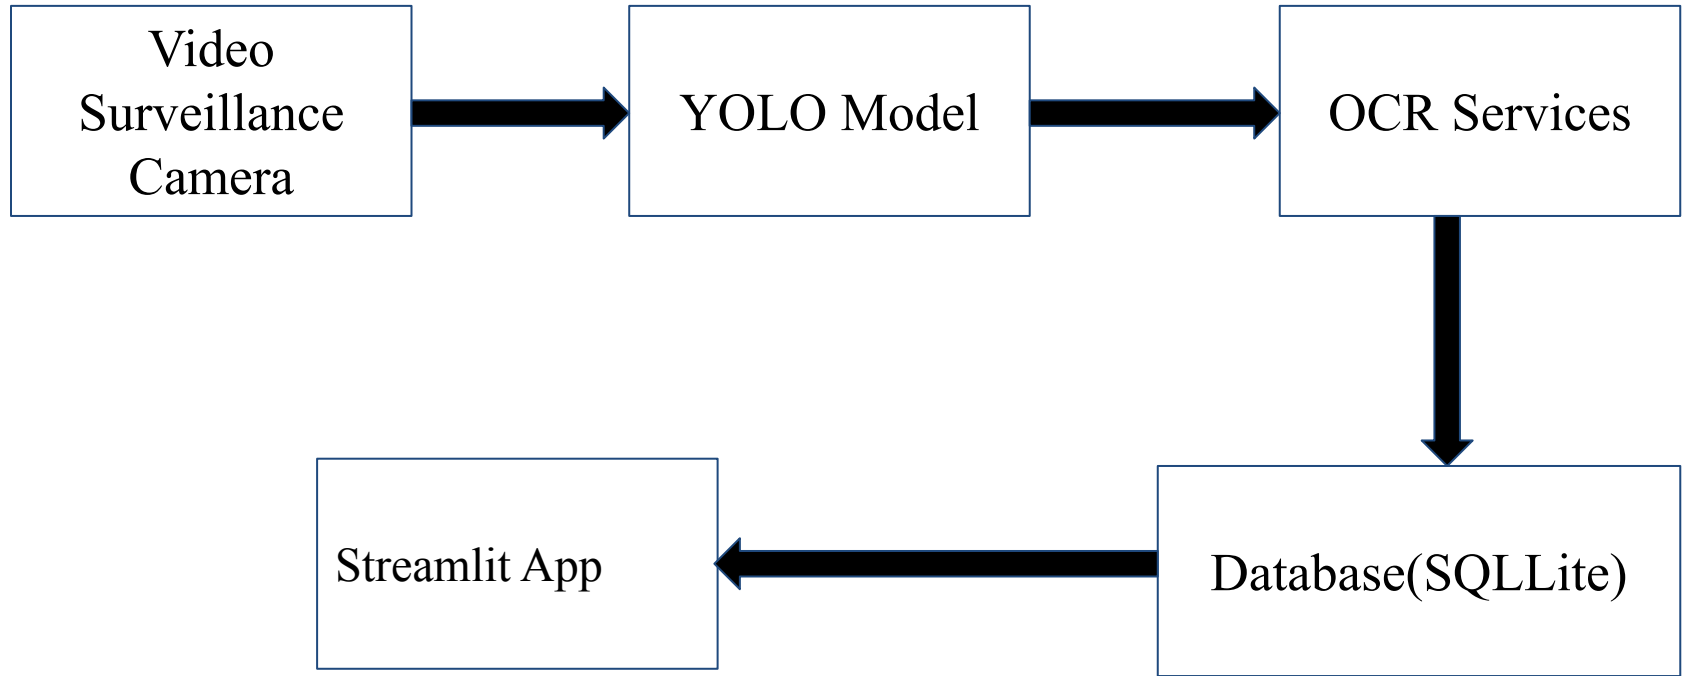 Video
Surveillance
Camera
YOLO Model
OCR Services
Streamlit App
Database(SQLLite)